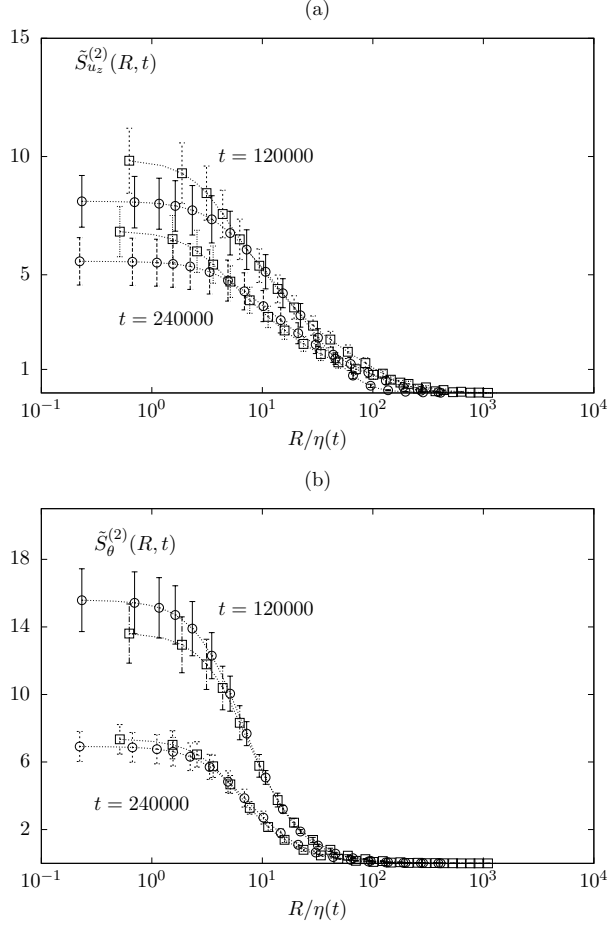 (a)
15
S̃_{u_z}^{(2)}(R, t)
t = 120000
10
5
t = 240000
1
10^{-1} 10^0 10^1 10^2 10^3 10^4
R/η(t)
(b)
18
S̃_θ^{(2)}(R, t)
t = 120000
14
10
6
t = 240000
2
10^{-1} 10^0 10^1 10^2 10^3 10^4
R/η(t)